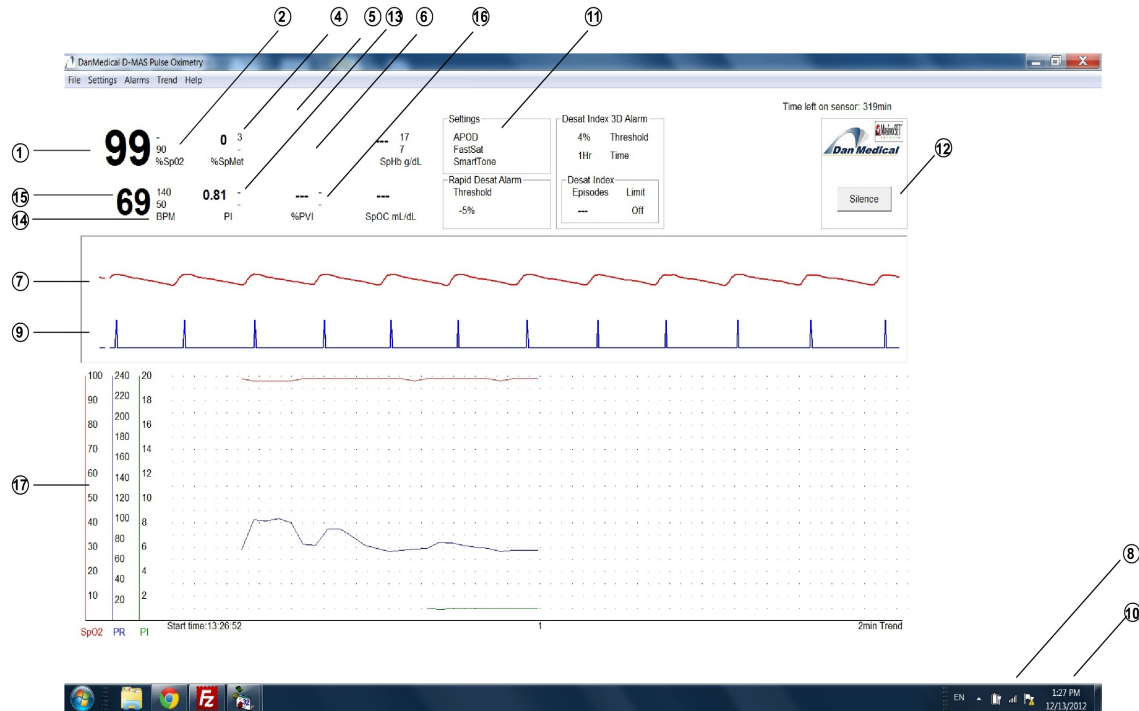 2 4 5 13 6 16 11
DanMedical D-MAS Pulse Oximetry
File Settings Alarms Trend Help
Time left on sensor: 319min
1
99
-
90
%Sp02
0
3
-
%SpMet
---
17
7
SpHb g/dL
Settings
APOD
FastSat
SmartTone
Desat Index 3D Alarm
4% Threshold
1Hr Time
MasimoSET
Dan Medical
12
15
69
140
50
14
BPM
0.81
-
-
PI
---
-
-
%PVI
---
SpOC mL/dL
Rapid Desat Alarm
Threshold
-5%
Desat Index
Episodes Limit
--- Off
Silence
7
9
100 240 20
90 220 18
200
80 16
180
70 14
160
60 12
140
17
50 120 10
40 100 8
80
30 6
60
20 4
40
10 2
20
SpO2 PR PI
Start time:13:26:52
1
2min Trend
8
10
Fz
32
EN
1:27 PM
12/13/2012